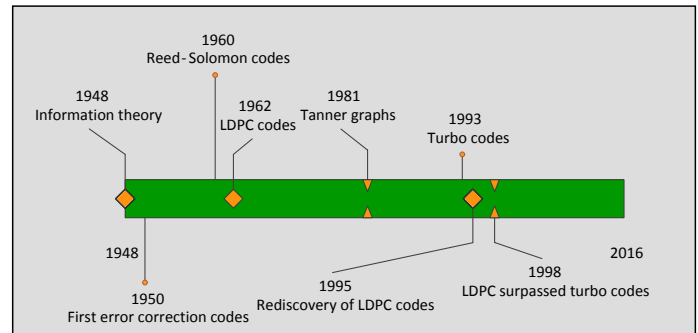 1960
Reed-Solomon codes
1948
Information theory
1962
LDPC codes
1981
Tanner graphs
1993
Turbo codes
1948
2016
1950
First error correction codes
1995
Rediscovery of LDPC codes
1998
LDPC surpassed turbo codes